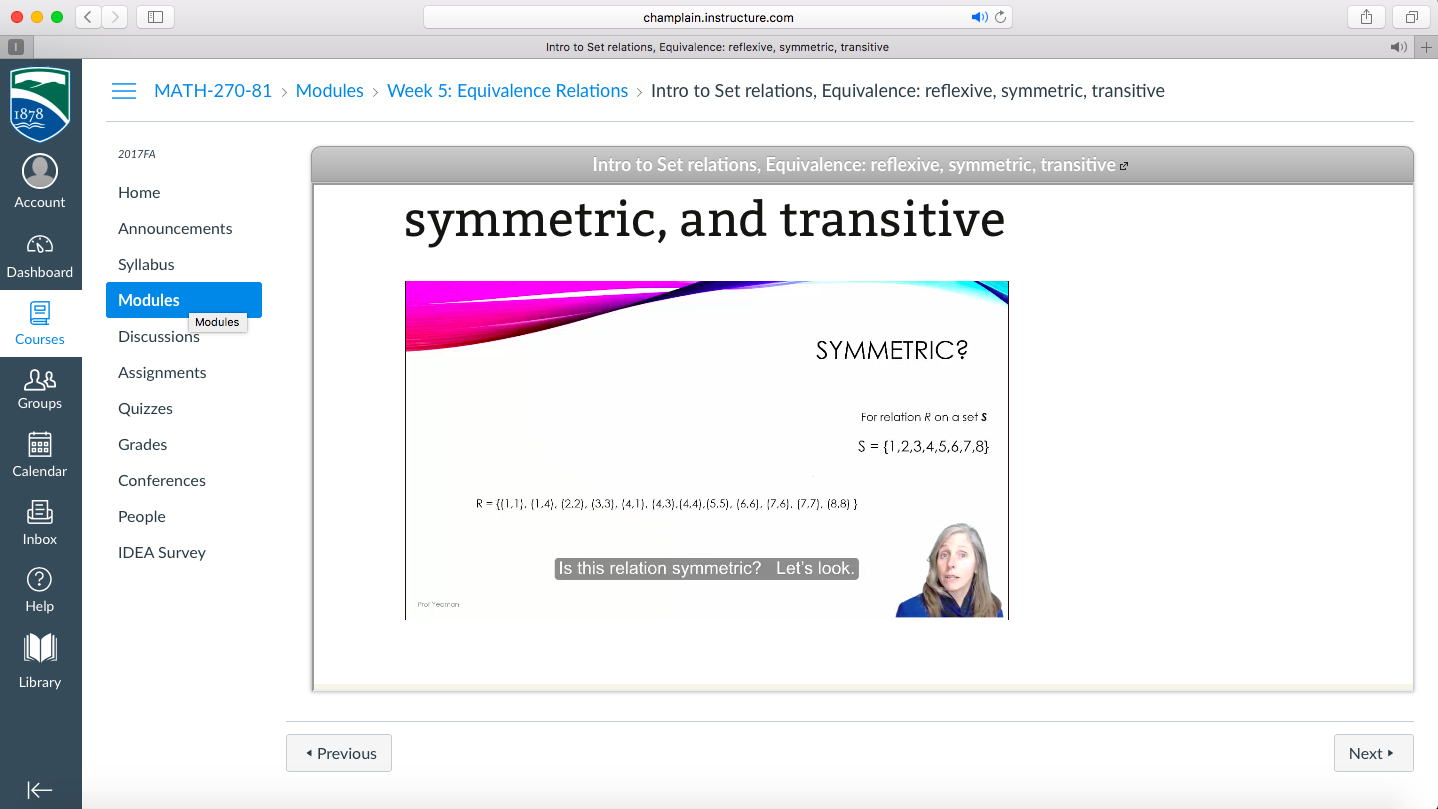 champlain.instructure.com
I
Intro to Set relations, Equivalence: reflexive, symmetric, transitive
1878
Account
Dashboard
Courses
Groups
Calendar
Inbox
Help
Library
MATH-270-81 › Modules › Week 5: Equivalence Relations › Intro to Set relations, Equivalence: reflexive, symmetric, transitive
2017FA
Home
Announcements
Syllabus
Modules
Modules
Discussions
Assignments
Quizzes
Grades
Conferences
People
IDEA Survey
Intro to Set relations, Equivalence: reflexive, symmetric, transitive
symmetric, and transitive
SYMMETRIC?
For relation R on a set S
S = {1,2,3,4,5,6,7,8}
R = {(1,1), (1,4), (2,2), (3,3), (4,1), (4,3),(4,4),(5,5), (6,6), (7,6), (7,7), (8,8) }
Is this relation symmetric? Let's look.
Prof Yeaman
Previous
Next